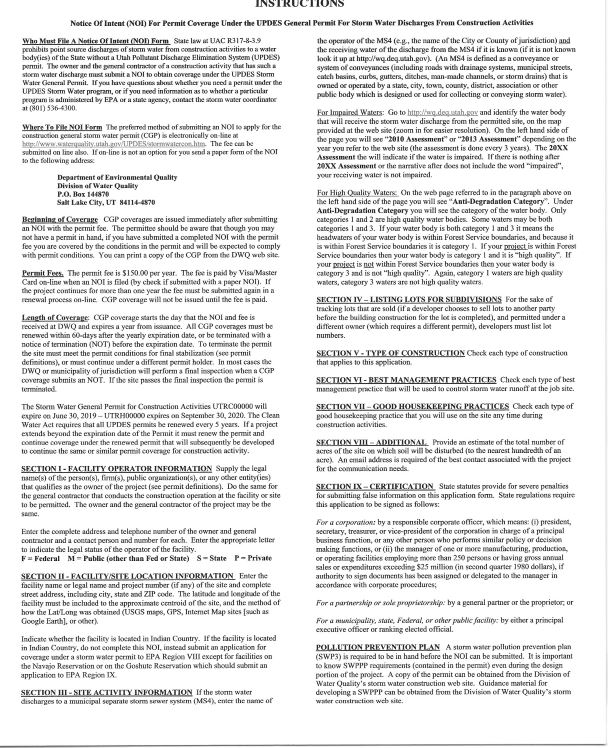 INSTRUCTIONS
Notice Of Intent (NOI) For Permit Coverage Under the UPDES General Permit For Storm Water Discharges From Construction Activities
Who Must File A Notice Of Intent (NOI) Form State law at UAC R317-8-3.9
prohibits point source discharges of storm water from construction activities to a water
body(ies) of the State without a Utah Pollutant Discharge Elimination System (UPDES)
permit. The owner and the general contractor of a construction activity that has such a
storm water discharge must submit a NOI to obtain coverage under the UPDES Storm
Water General Permit. If you have questions about whether you need a permit under the
UPDES Storm Water program, or if you need information as to whether a particular
program is administered by EPA or a state agency, contact the storm water coordinator
at (801) 536-4300.
Where To File NOI Form The preferred method of submitting an NOI to apply for the
construction general storm water permit (CGP) is electronically on-line at
http://www.waterquality.utah.gov/UPDES/stormwatercon.htm. The fee can be
submitted on line also. If on-line is not an option for you send a paper form of the NOI
to the following address:
Department of Environmental Quality
Division of Water Quality
P.O. Box 144870
Salt Lake City, UT 84114-4870
Beginning of Coverage CGP coverages are issued immediately after submitting
an NOI with the permit fee. The permittee should be aware that though you may
not have a permit in hand, if you have submitted a completed NOI with the permit
fee you are covered by the conditions in the permit and will be expected to comply
with permit conditions. You can print a copy of the CGP from the DWQ web site.
Permit Fees. The permit fee is $150.00 per year. The fee is paid by Visa/Master
Card on-line when an NOI is filed (by check if submitted with a paper NOI). If
the project continues for more than one year the fee must be submitted again in a
renewal process on-line. CGP coverage will not be issued until the fee is paid.
Length of Coverage: CGP coverage starts the day that the NOI and fee is
received at DWQ and expires a year from issuance. All CGP coverages must be
renewed within 60-days after the yearly expiration date, or be terminated with a
notice of termination (NOT) before the expiration date. To terminate the permit
the site must meet the permit conditions for final stabilization (see permit
definitions), or must continue under a different permit holder. In most cases the
DWQ or municipality of jurisdiction will perform a final inspection when a CGP
coverage submits an NOT. If the site passes the final inspection the permit is
terminated.
The Storm Water General Permit for Construction Activities UTRC00000 will
expire on June 30, 2019 – UTRH00000 expires on September 30, 2020. The Clean
Water Act requires that all UPDES permits be renewed every 5 years. If a project
extends beyond the expiration date of the Permit it must renew the permit and
continue coverage under the renewed permit that will subsequently be developed
to continue the same or similar permit coverage for construction activity.
SECTION I - FACILITY OPERATOR INFORMATION Supply the legal
name(s) of the person(s), firm(s), public organization(s), or any other entity(ies)
that qualifies as the owner of the project (see permit definitions). Do the same for
the general contractor that conducts the construction operation at the facility or site
to be permitted. The owner and the general contractor of the project may be the
same.
Enter the complete address and telephone number of the owner and general
contractor and a contact person and number for each. Enter the appropriate letter
to indicate the legal status of the operator of the facility.
F = Federal M = Public (other than Fed or State) S = State P = Private
SECTION II - FACILITY/SITE LOCATION INFORMATION Enter the
facility name or legal name and project number (if any) of the site and complete
street address, including city, state and ZIP code. The latitude and longitude of the
facility must be included to the approximate centroid of the site, and the method of
how the Lat/Long was obtained (USGS maps, GPS, Internet Map sites [such as
Google Earth], or other).
Indicate whether the facility is located in Indian Country. If the facility is located
in Indian Country, do not complete this NOI, instead submit an application for
coverage under a storm water permit to EPA Region VIII except for facilities on
the Navajo Reservation or on the Goshute Reservation which should submit an
application to EPA Region IX.
SECTION III - SITE ACTIVITY INFORMATION If the storm water
discharges to a municipal separate storm sewer system (MS4), enter the name of
the operator of the MS4 (e.g., the name of the City or County of jurisdiction) and
the receiving water of the discharge from the MS4 if it is known (if it is not known
look it up at http://wq.deq.utah.gov). (An MS4 is defined as a conveyance or
system of conveyances (including roads with drainage systems, municipal streets,
catch basins, curbs, gutters, ditches, man-made channels, or storm drains) that is
owned or operated by a state, city, town, county, district, association or other
public body which is designed or used for collecting or conveying storm water).
For Impaired Waters: Go to http://wq.deq.utah.gov and identify the water body
that will receive the storm water discharge from the permitted site, on the map
provided at the web site (zoom in for easier resolution). On the left hand side of
the page you will see "2010 Assessment" or "2013 Assessment" depending on the
year you refer to the web site (the assessment is done every 3 years). The 20XX
Assessment the will indicate if the water is impaired. If there is nothing after
20XX Assessment or the narrative after does not include the word "impaired",
your receiving water is not impaired.
For High Quality Waters: On the web page referred to in the paragraph above on
the left hand side of the page you will see "Anti-Degradation Category". Under
Anti-Degradation Category you will see the category of the water body. Only
categories 1 and 2 are high quality water bodies. Some waters may be both
categories 1 and 3. If your water body is both category 1 and 3 it means the
headwaters of your water body is within Forest Service boundaries, and because it
is within Forest Service boundaries it is category 1. If your project is within Forest
Service boundaries then your water body is category 1 and it is "high quality". If
your project is not within Forest Service boundaries then your water body is
category 3 and is not "high quality". Again, category 1 waters are high quality
waters, category 3 waters are not high quality waters.
SECTION IV – LISTING LOTS FOR SUBDIVISIONS For the sake of
tracking lots that are sold (if a developer chooses to sell lots to another party
before the building construction for the lot is completed), and permitted under a
different owner (which requires a different permit), developers must list lot
numbers.
SECTION V - TYPE OF CONSTRUCTION Check each type of construction
that applies to this application.
SECTION VI - BEST MANAGEMENT PRACTICES Check each type of best
management practice that will be used to control storm water runoff at the job site.
SECTION VII – GOOD HOUSEKEEPING PRACTICES Check each type of
good housekeeping practice that you will use on the site any time during
construction activities.
SECTION VIII – ADDITIONAL Provide an estimate of the total number of
acres of the site on which soil will be disturbed (to the nearest hundredth of an
acre). An email address is required of the best contact associated with the project
for the communication needs.
SECTION IX – CERTIFICATION State statutes provide for severe penalties
for submitting false information on this application form. State regulations require
this application to be signed as follows:
For a corporation: by a responsible corporate officer, which means: (i) president,
secretary, treasurer, or vice-president of the corporation in charge of a principal
business function, or any other person who performs similar policy or decision
making functions, or (ii) the manager of one or more manufacturing, production,
or operating facilities employing more than 250 persons or having gross annual
sales or expenditures exceeding $25 million (in second quarter 1980 dollars), if
authority to sign documents has been assigned or delegated to the manager in
accordance with corporate procedures;
For a partnership or sole proprietorship: by a general partner or the proprietor; or
For a municipality, state, Federal, or other public facility: by either a principal
executive officer or ranking elected official.
POLLUTION PREVENTION PLAN A storm water pollution prevention plan
(SWP3) is required to be in hand before the NOI can be submitted. It is important
to know SWPPP requirements (contained in the permit) even during the design
portion of the project. A copy of the permit can be obtained from the Division of
Water Quality's storm water construction web site. Guidance material for
developing a SWPPP can be obtained from the Division of Water Quality's storm
water construction web site.